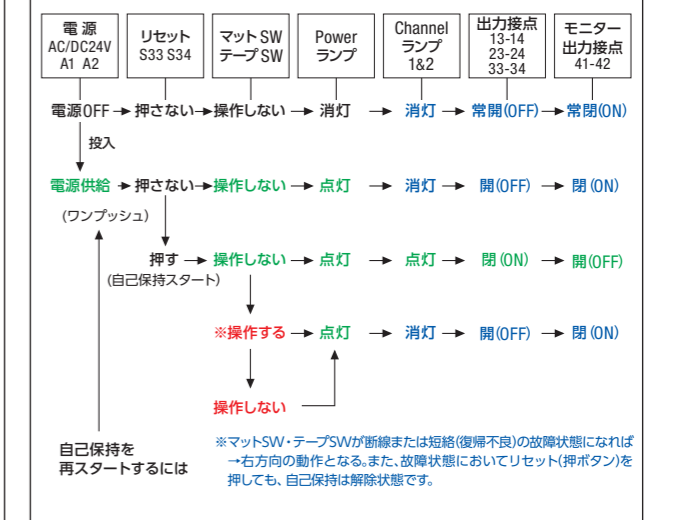 電 源
AC/DC24V
A1 A2
リセット
S33 S34
マット SW
テープ SW
Power
ランプ
Channel
ランプ
1&2
出力接点
13-14
23-24
33-34
モニター
出力接点
41-42
電源OFF→押さない→操作しない→消灯→消灯→常開(OFF)→常閉(ON)
投入
電源供給→押さない→操作しない→点灯→消灯→開(OFF)→閉(ON)
(ワンプッシュ)
押す→操作しない→点灯→点灯→閉(ON)→開(OFF)
(自己保持スタート)
※操作する→点灯→消灯→開(OFF)→閉(ON)
操作しない
自己保持を
再スタートするには
※マットSW・テープSWが断線または短絡(復帰不良)の故障状態になれば
→右方向の動作となる。また、故障状態においてリセット(押ボタン)を
押しても、自己保持は解除状態です。